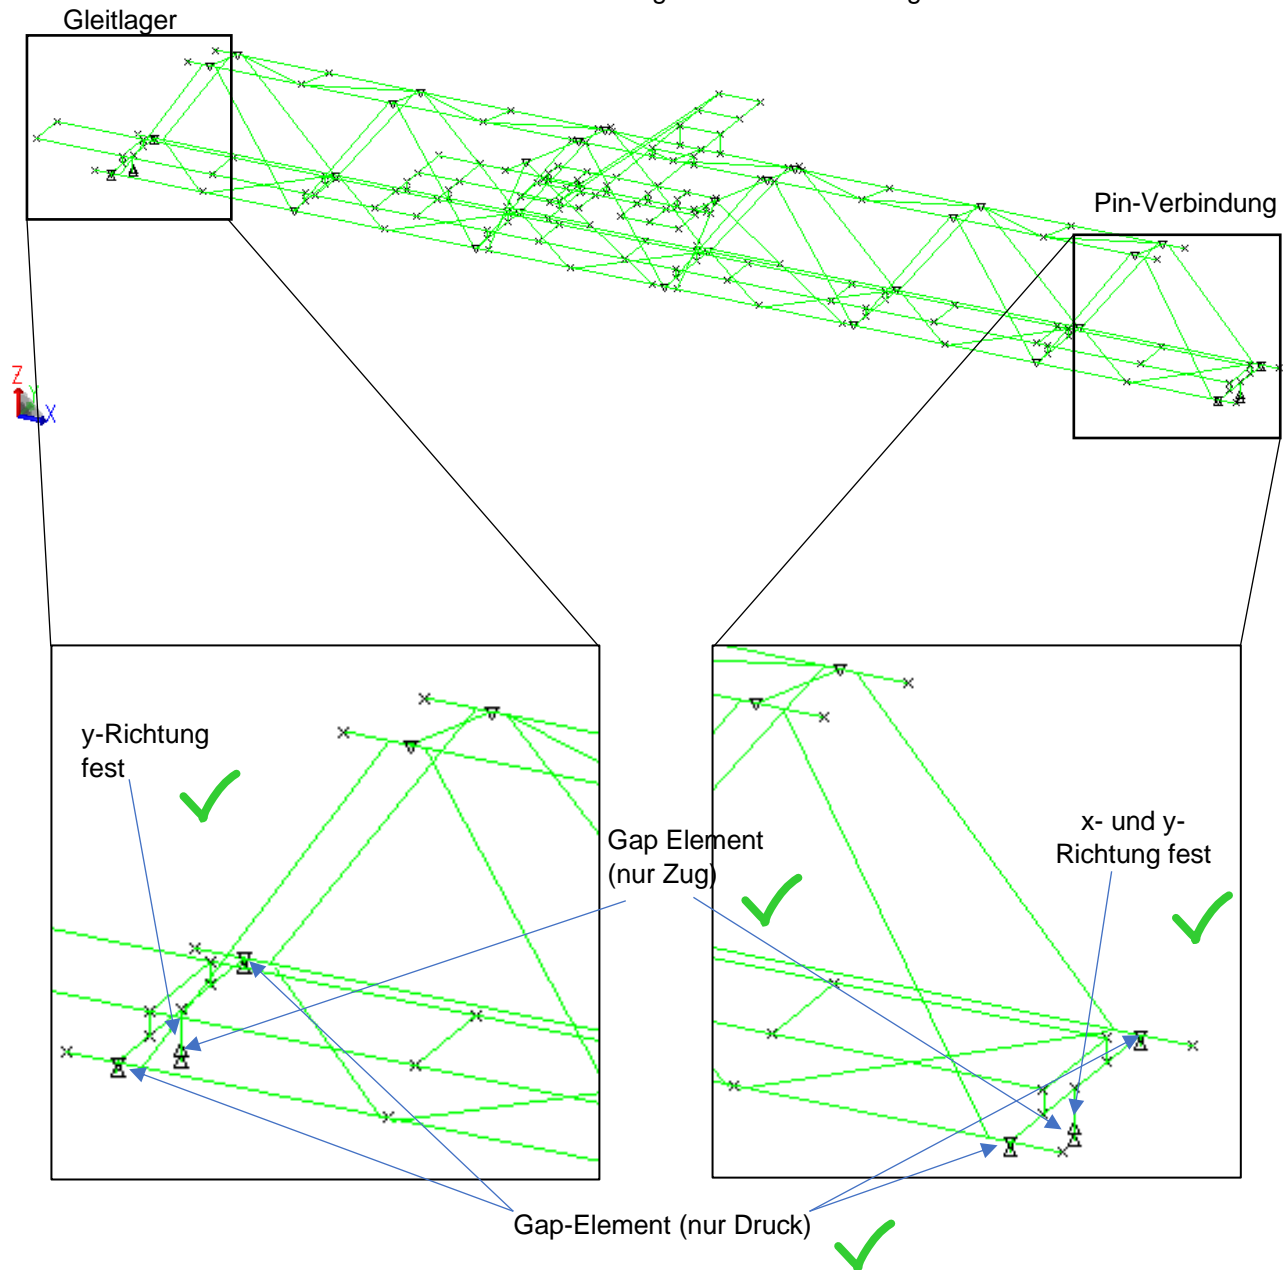 Gleitlager
Pin-Verbindung
Z
X
y-Richtung
fest
Gap Element
(nur Zug)
x- und y-
Richtung fest
Gap-Element (nur Druck)